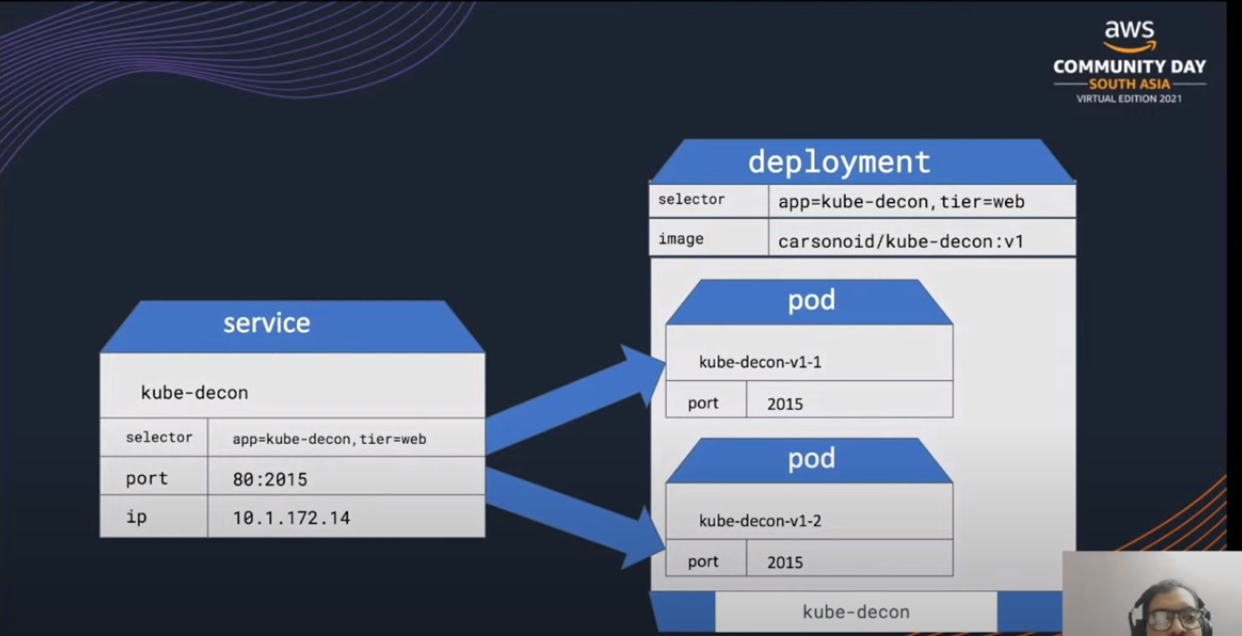 aws
COMMUNITY DAY
SOUTH ASIA
VIRTUAL EDITION 2021
deployment
selector app=kube-decon,tier=web
image carsonoid/kube-decon:v1
pod
kube-decon-v1-1
port 2015
pod
kube-decon-v1-2
port 2015
kube-decon
service
kube-decon
selector app=kube-decon,tier=web
port 80:2015
ip 10.1.172.14